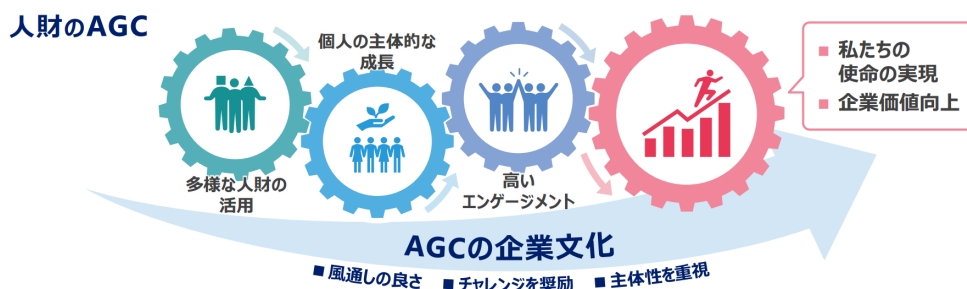 人財のAGC
個人の主体的な
成長
多様な人財の
活用
高い
エンゲージメント
■ 私たちの
使命の実現
■ 企業価値向上
AGCの企業文化
■ 風通しの良さ ■ チャレンジを奨励 ■ 主体性を重視